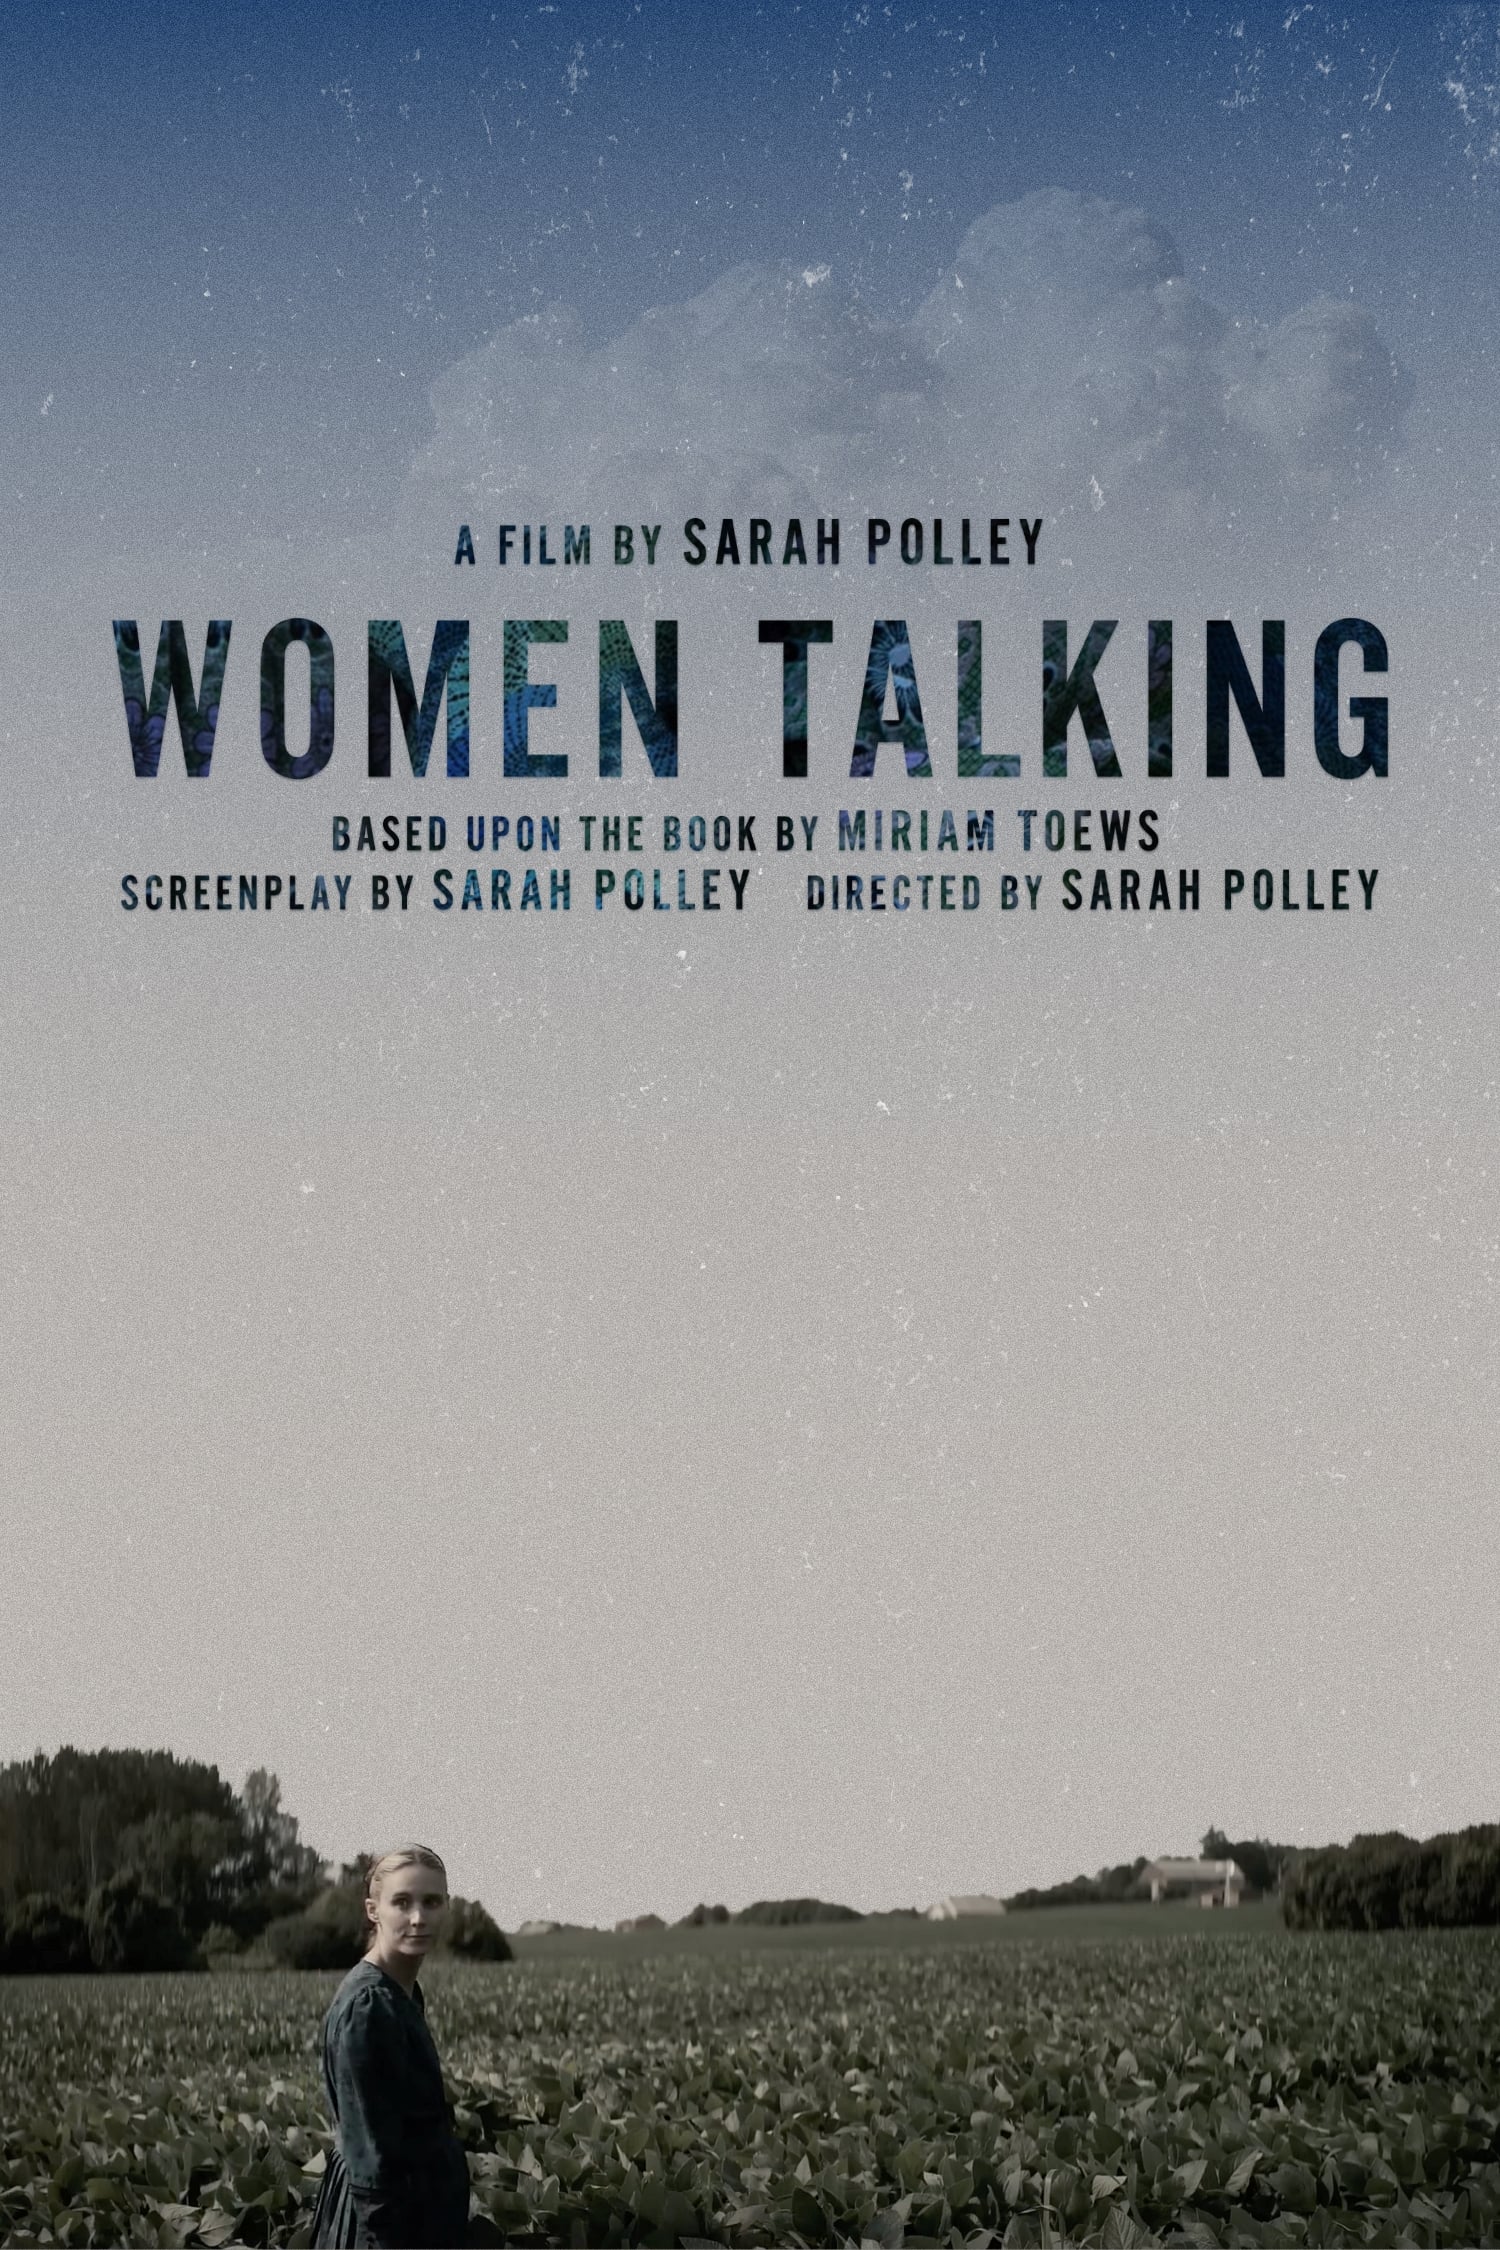 A FILM BY SARAH POLLEY
WOMEN TALKING
BASED UPON THE BOOK BY MIRIAM TOEWS
SCREENPLAY BY SARAH POLLEY DIRECTED BY SARAH POLLEY